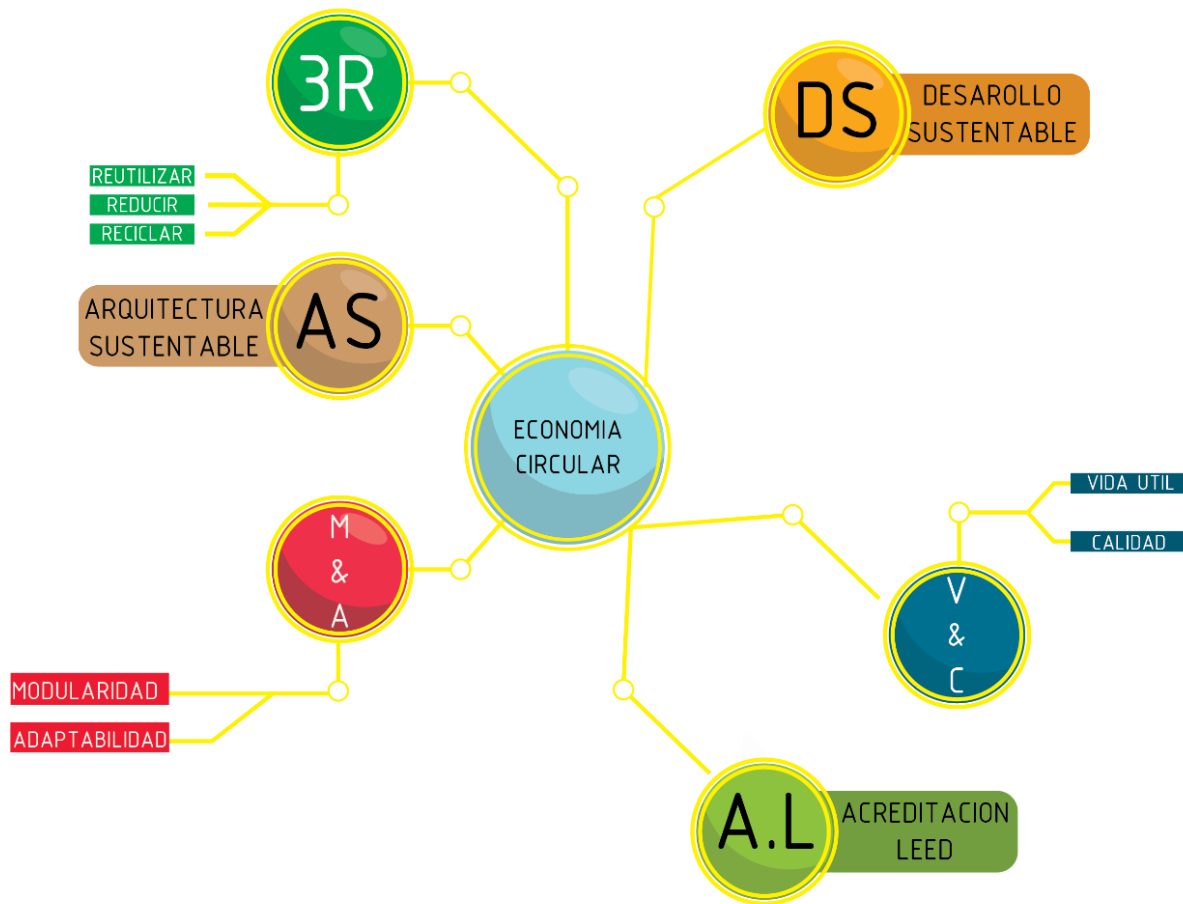 3R
REUTILIZAR
REDUCIR
RECICLAR
DS
DESAROLLO
SUSTENTABLE
ARQUITECTURA
SUSTENTABLE
AS
ECONOMIA
CIRCULAR
M
&
A
MODULARIDAD
ADAPTABILIDAD
VIDA UTIL
CALIDAD
V
&
C
A.L
ACREDITACION
LEED